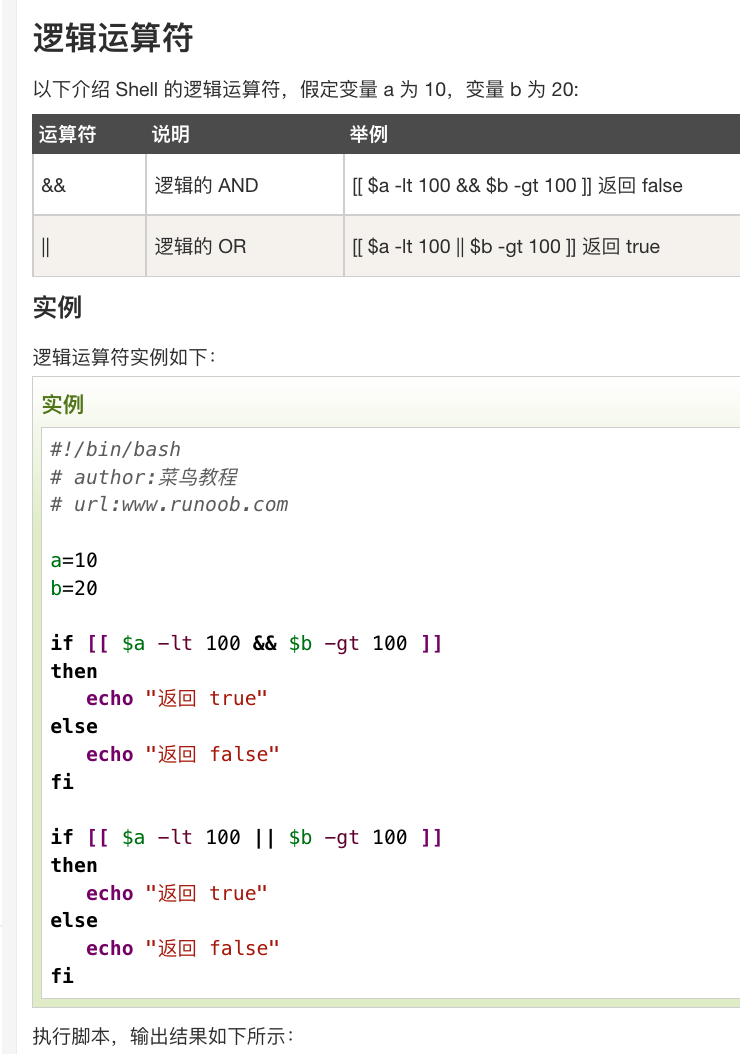 逻辑运算符
以下介绍 Shell 的逻辑运算符，假定变量 a 为 10，变量 b 为 20:
运算符 说明 举例
&& 逻辑的 AND [[ $a -lt 100 && $b -gt 100 ]] 返回 false
|| 逻辑的 OR [[ $a -lt 100 || $b -gt 100 ]] 返回 true
实例
逻辑运算符实例如下：
实例
#!/bin/bash
# author:菜鸟教程
# url:www.runoob.com
a=10
b=20
if [[ $a -lt 100 && $b -gt 100 ]]
then
   echo "返回 true"
else
   echo "返回 false"
fi
if [[ $a -lt 100 || $b -gt 100 ]]
then
   echo "返回 true"
else
   echo "返回 false"
fi
执行脚本，输出结果如下所示：